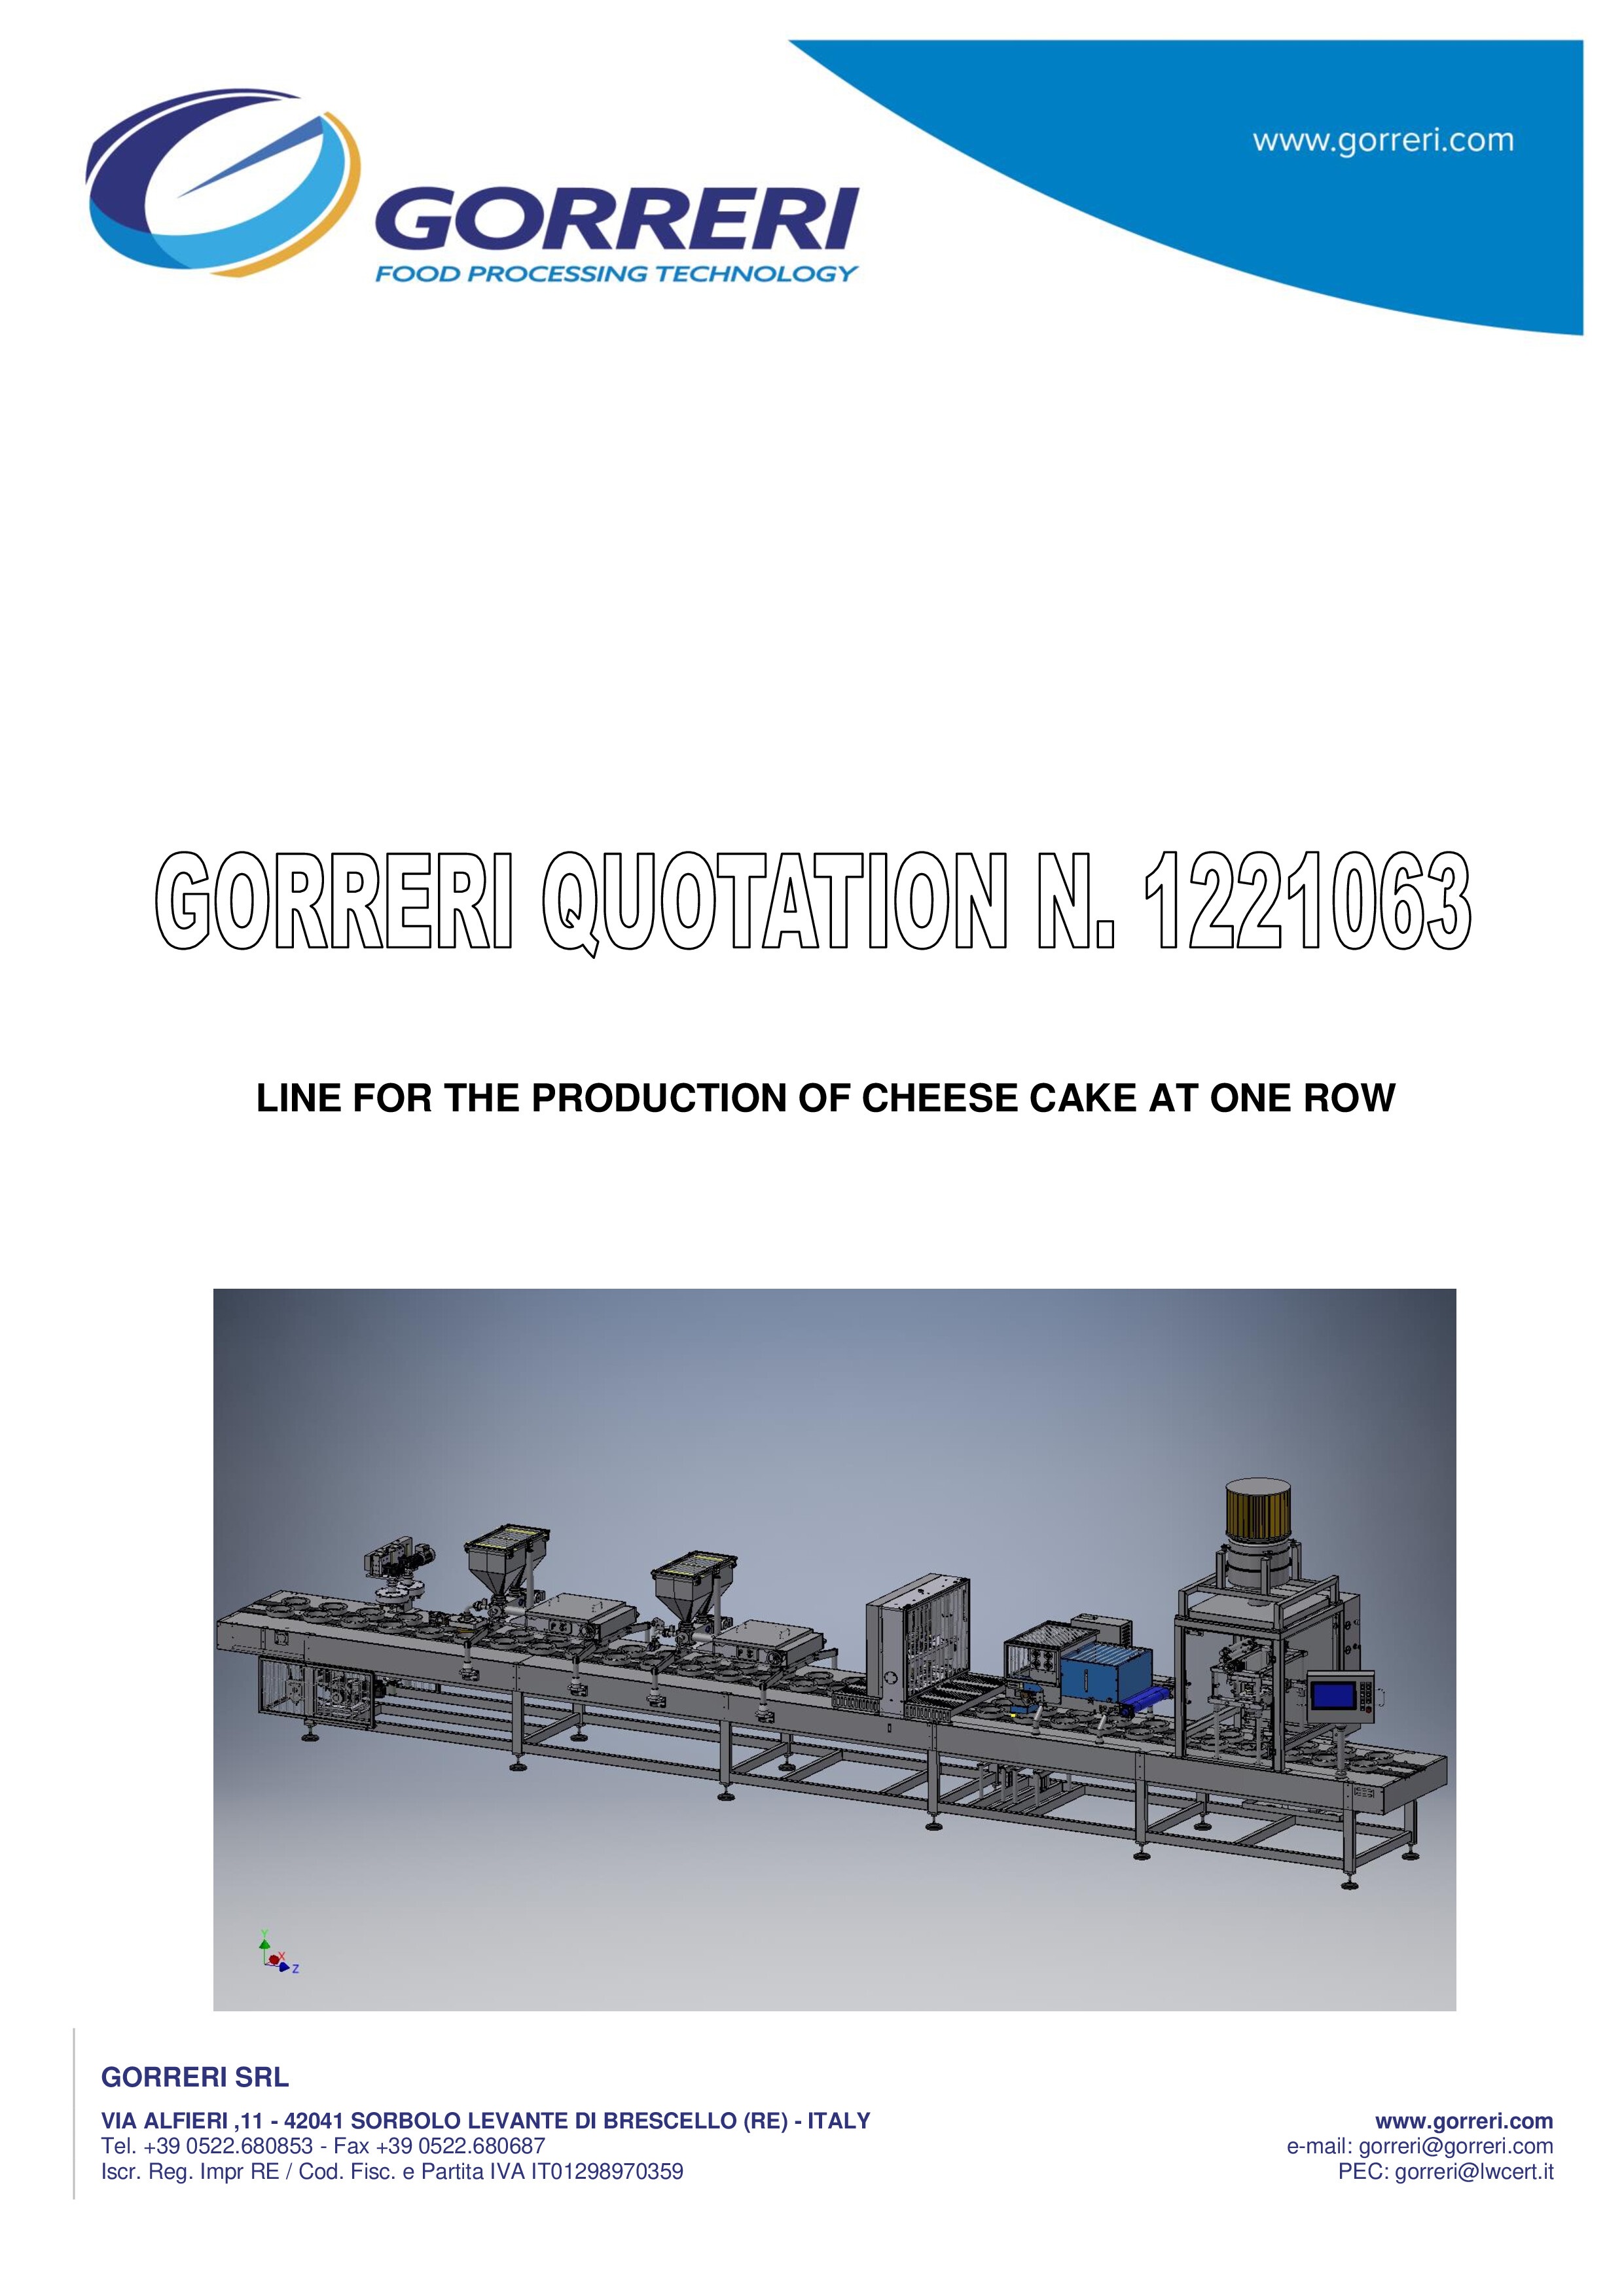 www.gorreri.com
GORRERI
FOOD PROCESSING TECHNOLOGY
GORRERI QUOTATION N. 1221063
LINE FOR THE PRODUCTION OF CHEESE CAKE AT ONE ROW
Y
X
Z
GORRERI SRL
VIA ALFIERI ,11 - 42041 SORBOLO LEVANTE DI BRESCELLO (RE) - ITALY
Tel. +39 0522.680853 - Fax +39 0522.680687
Iscr. Reg. Impr RE / Cod. Fisc. e Partita IVA IT01298970359
www.gorreri.com
e-mail: gorreri@gorreri.com
PEC: gorreri@lwcert.it